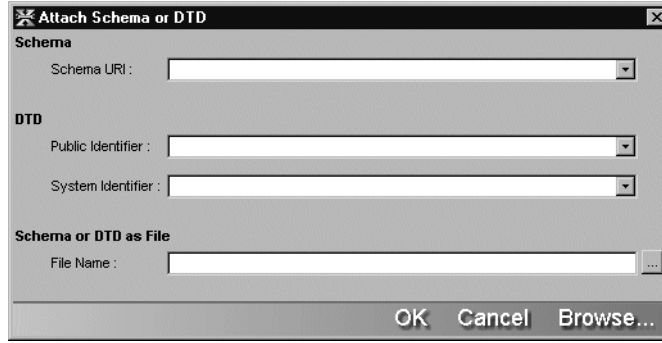 Attach Schema or DTD
Schema
Schema URI :
DTD
Public Identifier :
System Identifier :
Schema or DTD as File
File Name :
...
OK Cancel Browse...